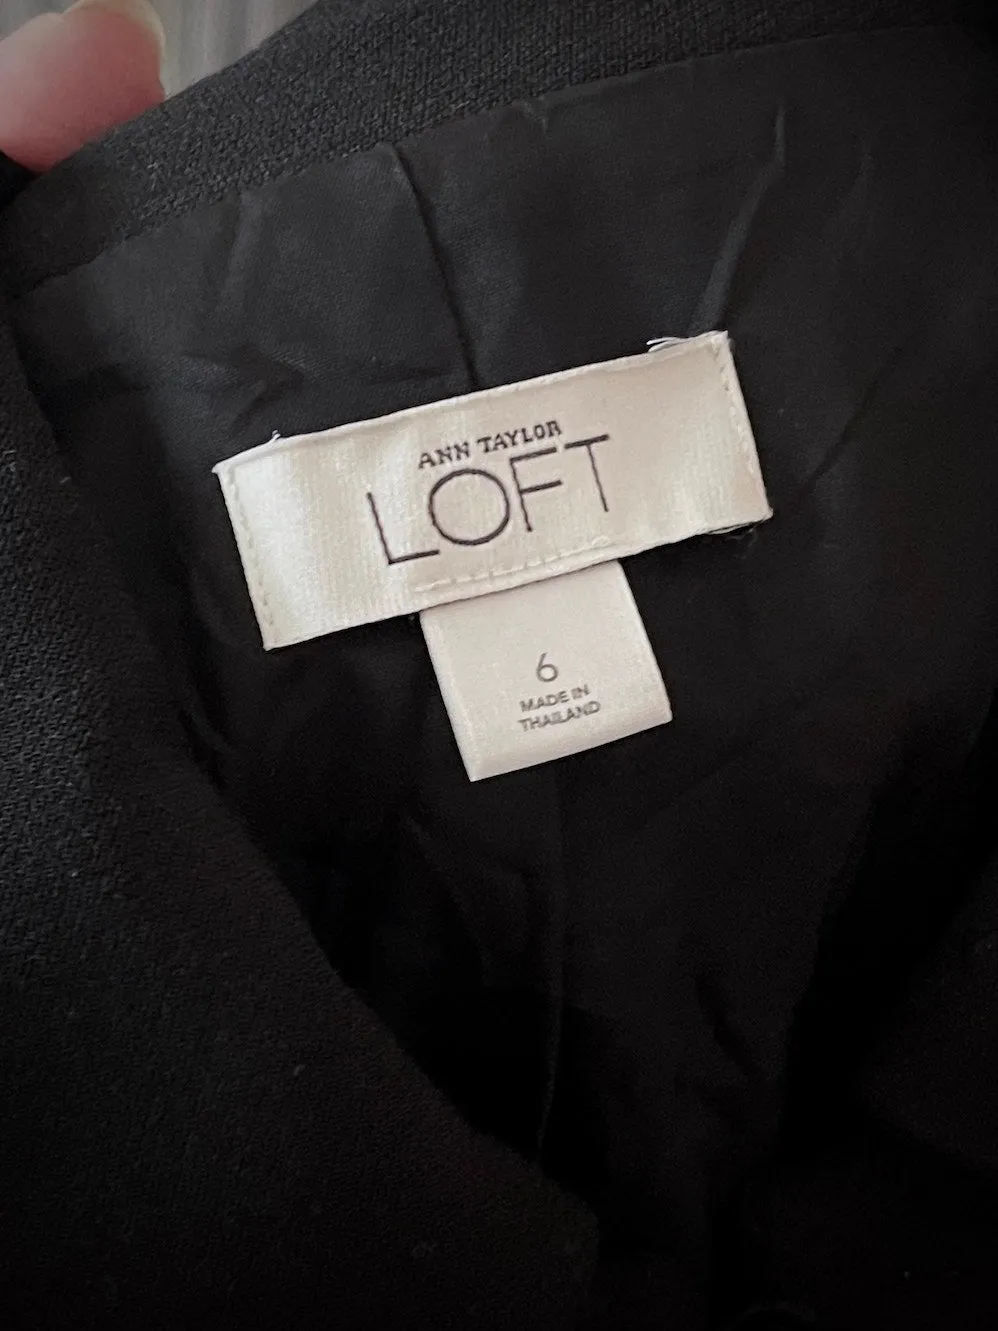 ANN TAYLOR
LOFT
6
MADE IN
THAILAND